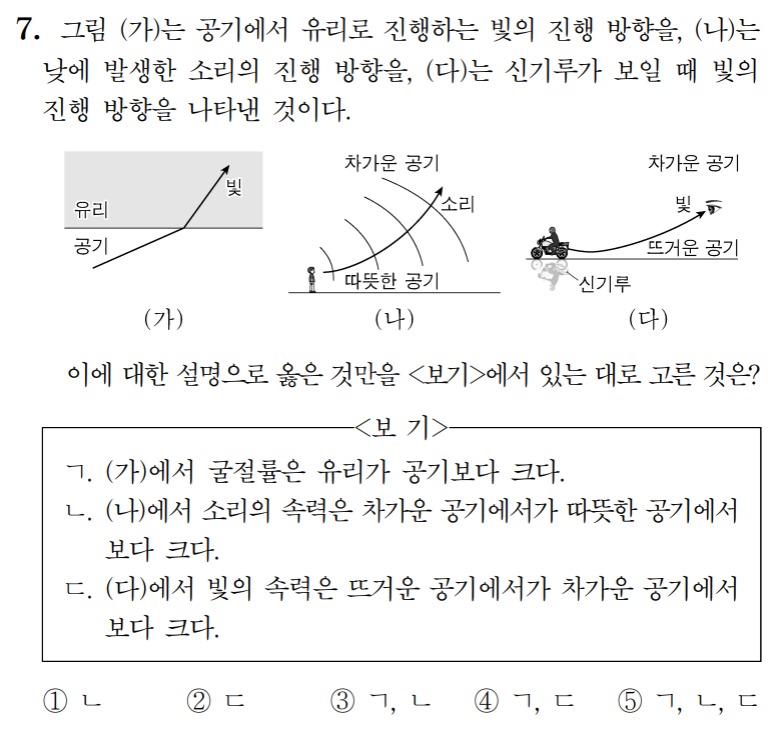 7. 그림 (가)는 공기에서 유리로 진행하는 빛의 진행 방향을, (나)는
낮에 발생한 소리의 진행 방향을, (다)는 신기루가 보일 때 빛의
진행 방향을 나타낸 것이다.
유리
공기
빛
(가)
차가운 공기
소리
따뜻한 공기
(나)
차가운 공기
빛
뜨거운 공기
신기루
(다)
이에 대한 설명으로 옳은 것만을 <보기>에서 있는 대로 고른 것은?
<보 기>
ㄱ. (가)에서 굴절률은 유리가 공기보다 크다.
ㄴ. (나)에서 소리의 속력은 차가운 공기에서가 따뜻한 공기에서
보다 크다.
ㄷ. (다)에서 빛의 속력은 뜨거운 공기에서가 차가운 공기에서
보다 크다.
① ㄴ ② ㄷ ③ ㄱ, ㄴ ④ ㄱ, ㄷ ⑤ ㄱ, ㄴ, ㄷ